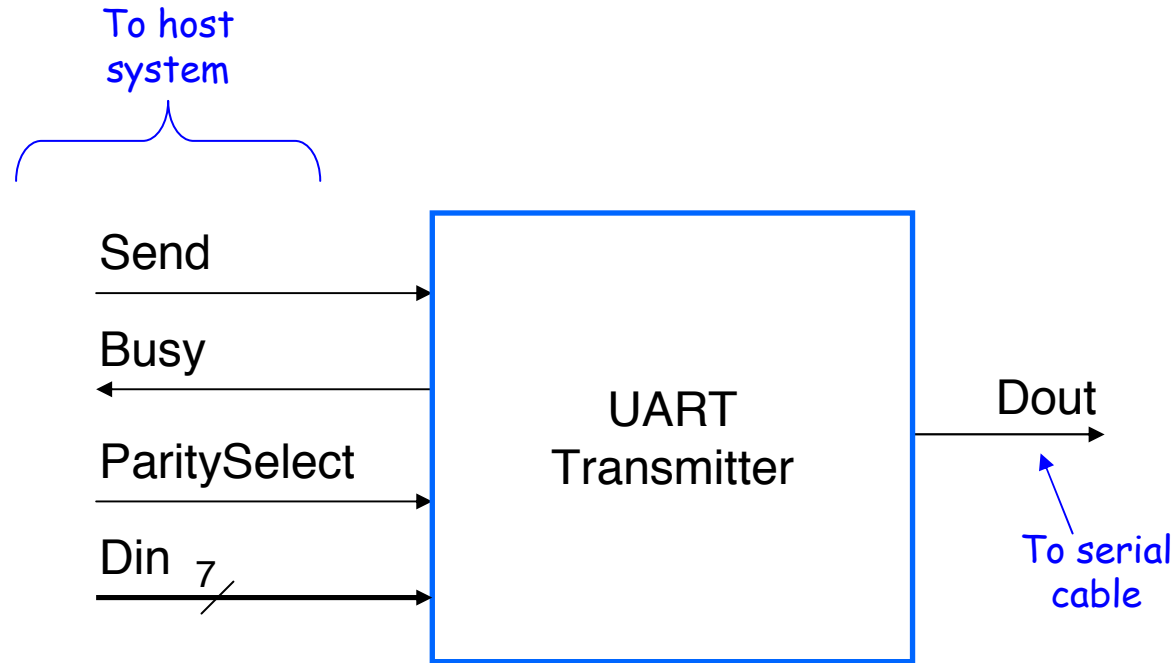 To host
system
Send
Busy
ParitySelect
Din 7
UART
Transmitter
Dout
To serial
cable